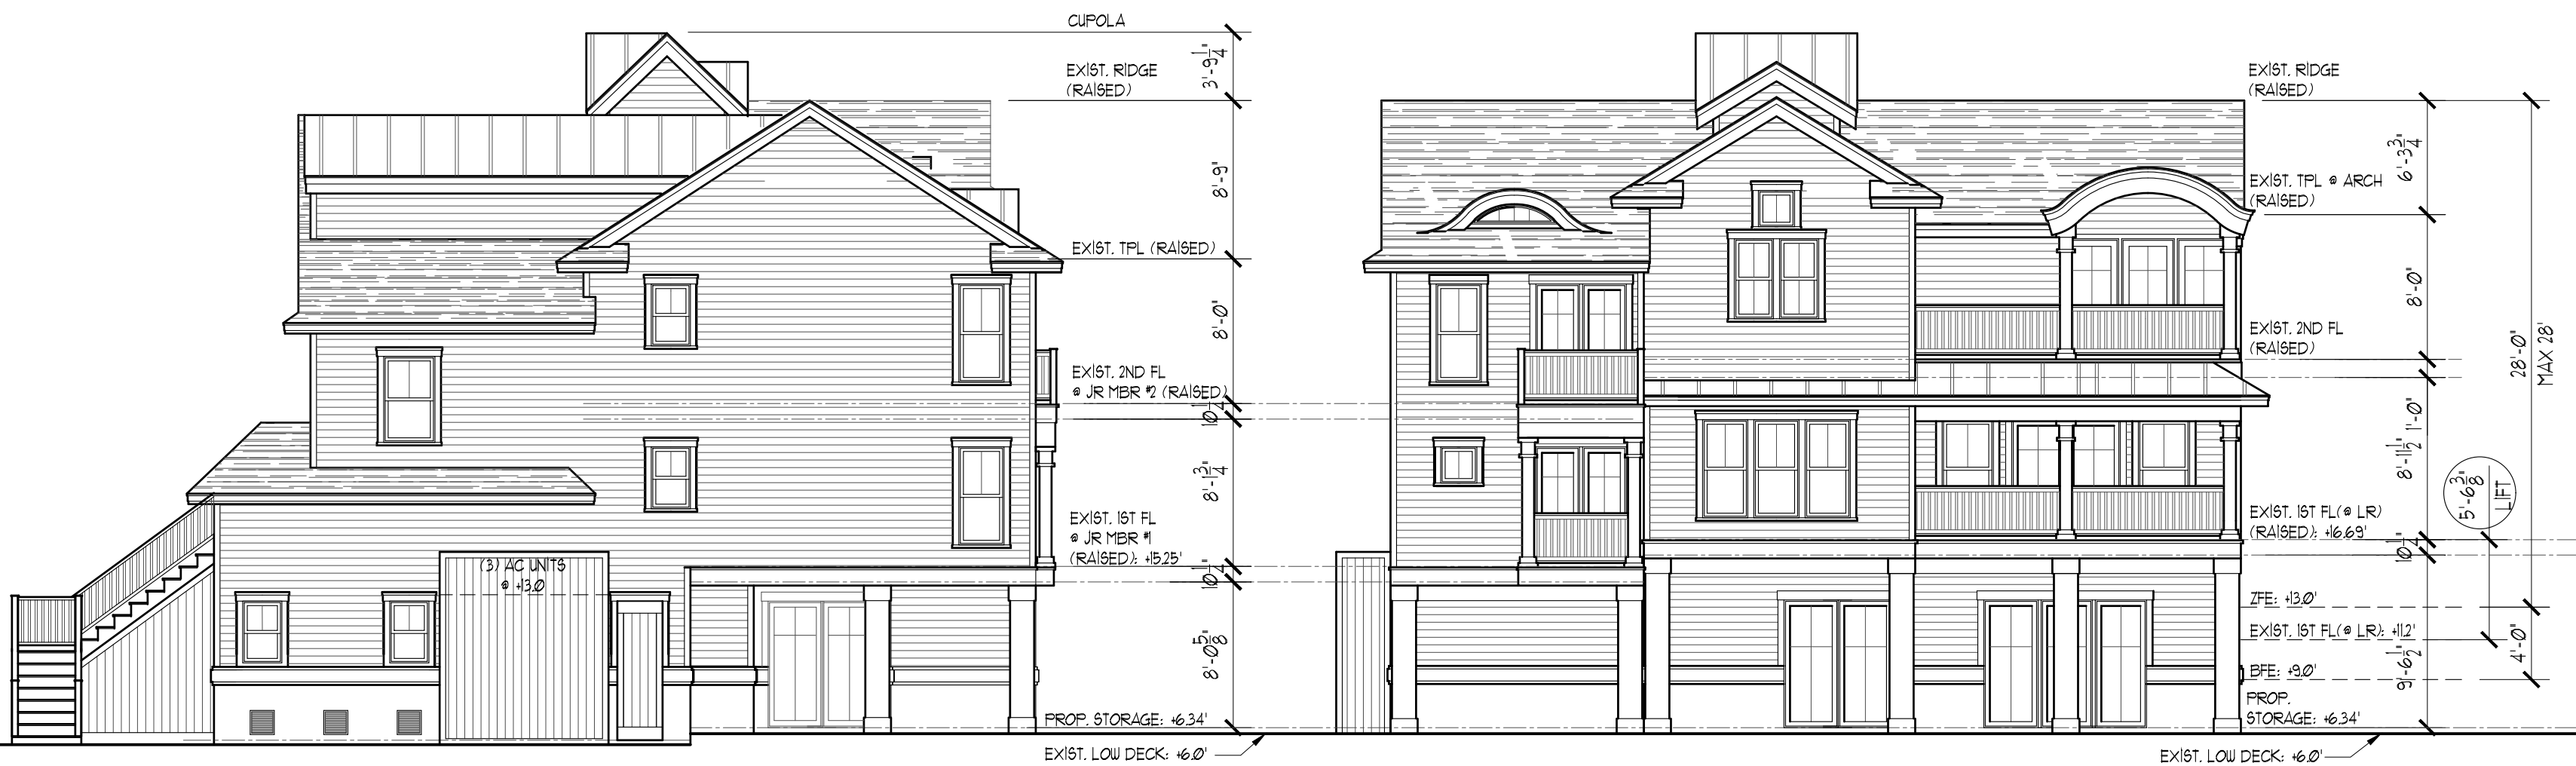 CUPOLA
3'-9 1/4"
EXIST. RIDGE
(RAISED)
8'-9"
EXIST. TPL (RAISED)
8'-0"
EXIST. 2ND FL
@ JR MBR #2 (RAISED)
10 1/4"
8'-1 3/4"
EXIST. 1ST FL
@ JR MBR #1
(RAISED): +15.25'
10 1/4"
(3) AC UNITS
@ +13.0
8'-0 5/8"
PROP. STORAGE: +6.34'
EXIST. LOW DECK: +6.0'
EXIST. RIDGE
(RAISED)
6'-3 3/4"
EXIST. TPL @ ARCH
(RAISED)
8'-0"
EXIST. 2ND FL
(RAISED)
28'-0"
MAX 28'
1'-0"
8'-11 1/2"
5'-6 3/8"
LIFT
EXIST. 1ST FL(@ LR)
(RAISED): +16.69'
10 1/4"
ZFE: +13.0'
EXIST. 1ST FL(@ LR): +11.2'
4'-0"
BFE: +9.0'
9'-6 1/2"
PROP.
STORAGE: +6.34'
EXIST. LOW DECK: +6.0'